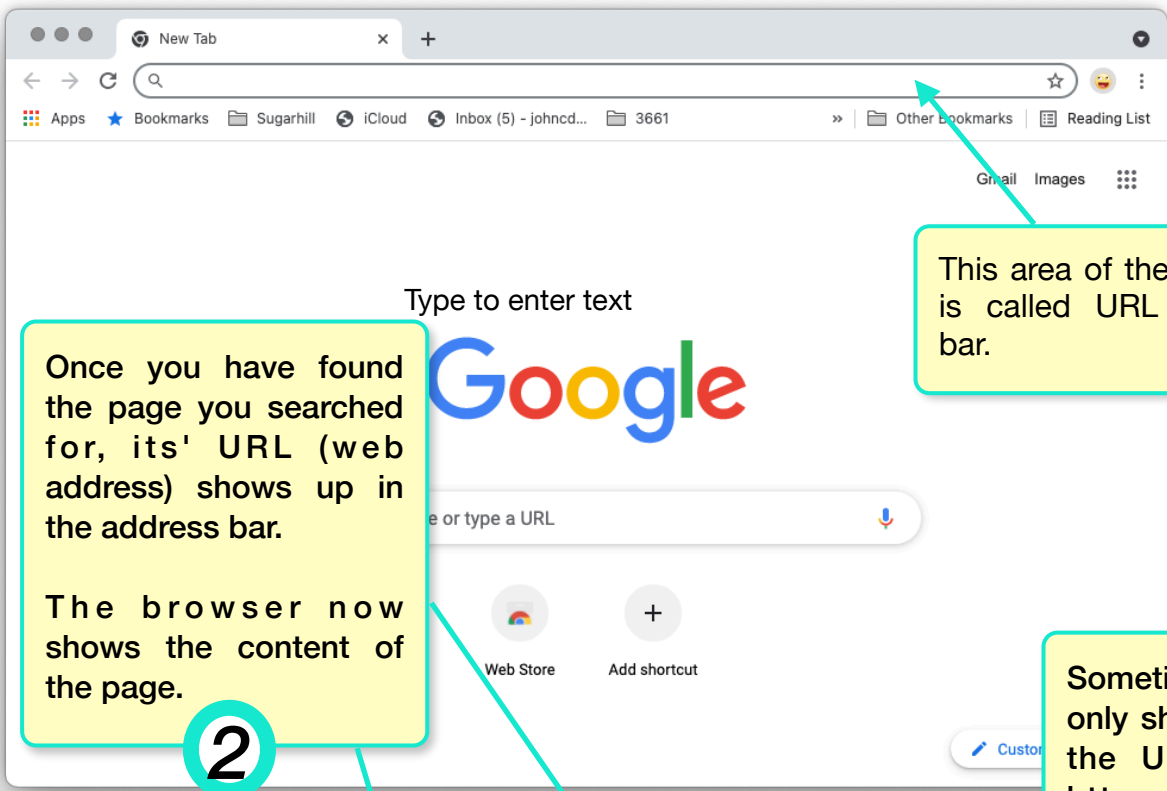 New Tab
Apps Bookmarks Sugarhill iCloud Inbox (5) - johncd... 3661 » Other Bookmarks Reading List
Gmail Images
This area of the
is called URL
bar.
Type to enter text
Google
Once you have found
the page you searched
for, its' URL (web
address) shows up in
the address bar.
The browser now
shows the content of
the page.
2
or type a URL
Web Store Add shortcut
only
the